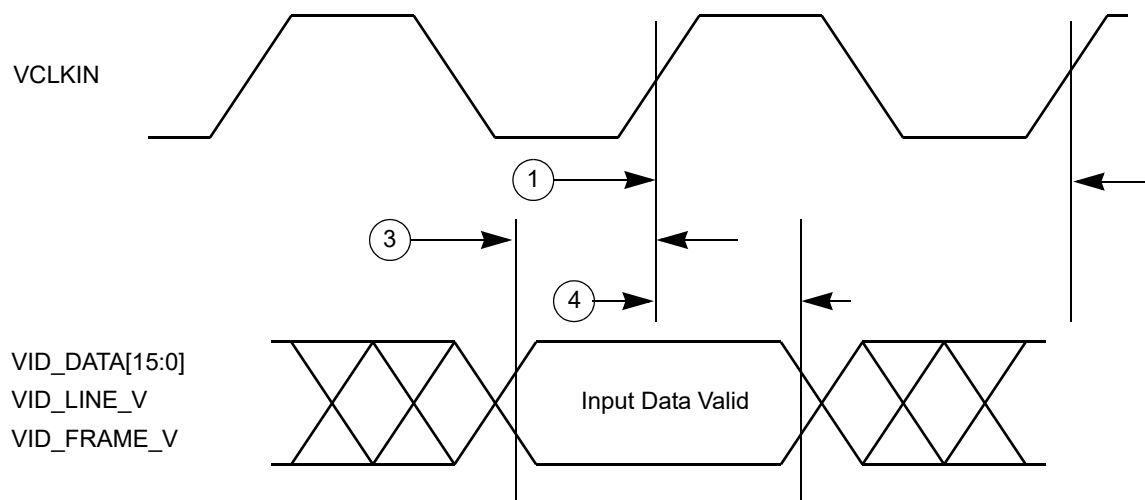 VCLKIN
1
3
4
VID_DATA[15:0]
VID_LINE_V
Input Data Valid
VID_FRAME_V